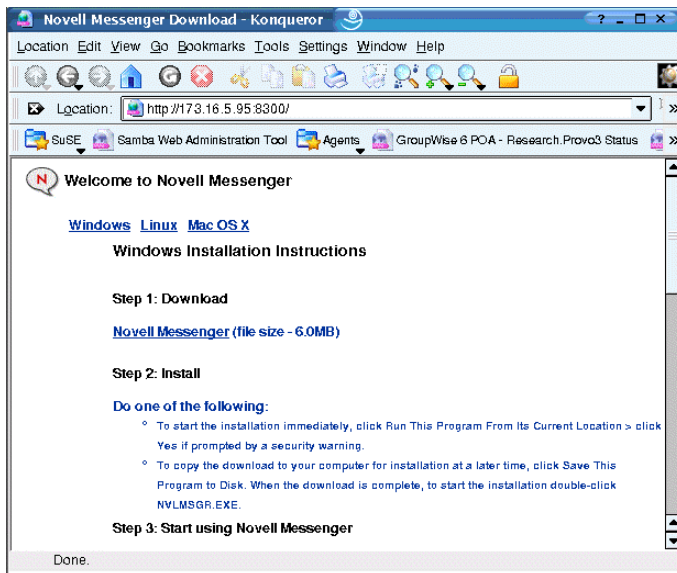 Novell Messenger Download - Konqueror
Location Edit View Go Bookmarks Tools Settings Window Help
Location: http://173.16.5.95:8300/
SuSE Samba Web Administration Tool Agents GroupWise 6 POA - Research.Provo3 Status
N Welcome to Novell Messenger
Windows Linux Mac OS X
Windows Installation Instructions
Step 1: Download
Novell Messenger (file size - 6.0MB)
Step 2: Install
Do one of the following:
To start the installation immediately, click Run This Program From Its Current Location > click
Yes if prompted by a security warning.
To copy the download to your computer for installation at a later time, click Save This
Program to Disk. When the download is complete, to start the installation double-click
NVLMSGR.EXE.
Step 3: Start using Novell Messenger
Done.